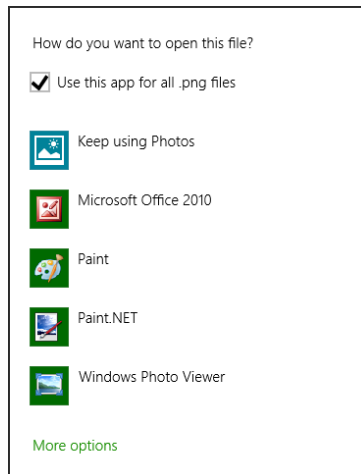 How do you want to open this file?
Use this app for all .png files
Keep using Photos
Microsoft Office 2010
Paint
Paint.NET
Windows Photo Viewer
More options